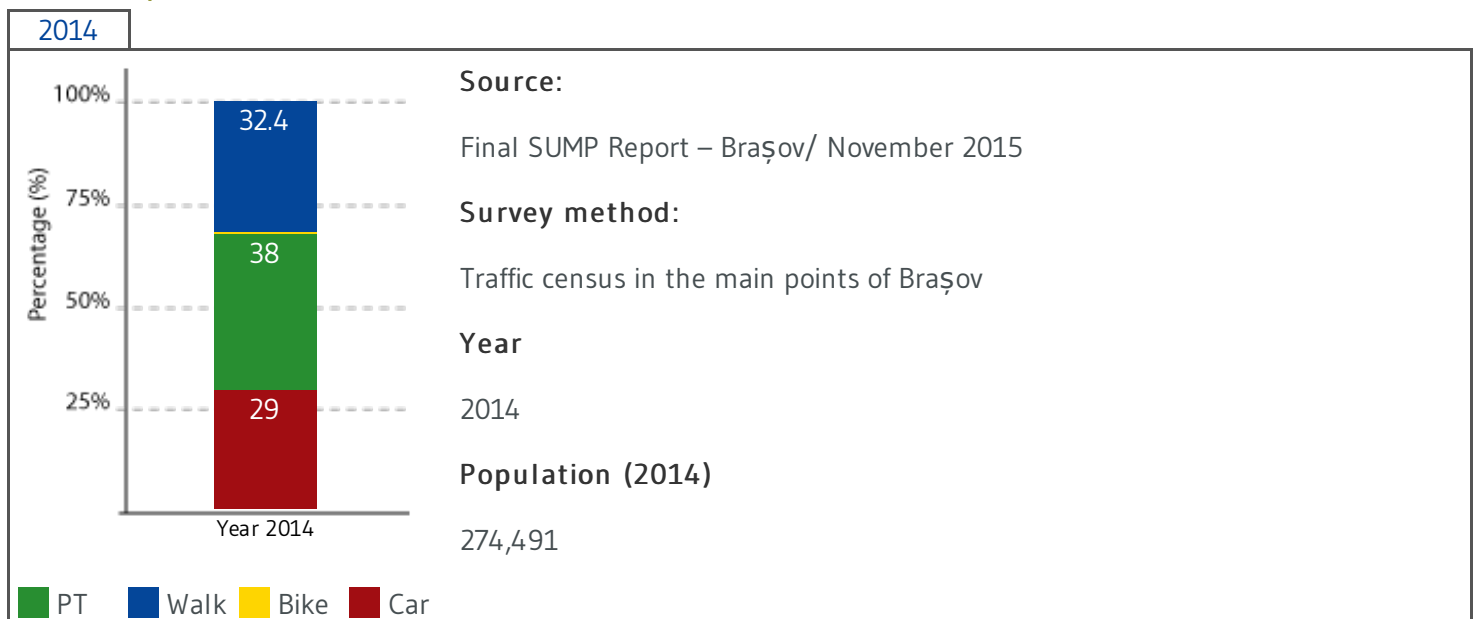 2014
100%
75%
50%
25%
Percentage (%)
32.4
38
29
Year 2014
PT Walk Bike Car
Source:
Final SUMP Report – Brașov/ November 2015
Survey method:
Traffic census in the main points of Brașov
Year
2014
Population (2014)
274,491